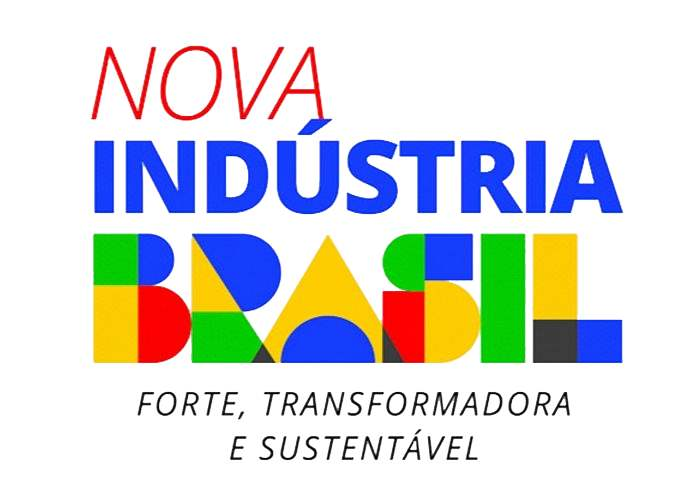 NOVA
INDÚSTRIA
BRASIL
FORTE, TRANSFORMADORA
E SUSTENTÁVEL